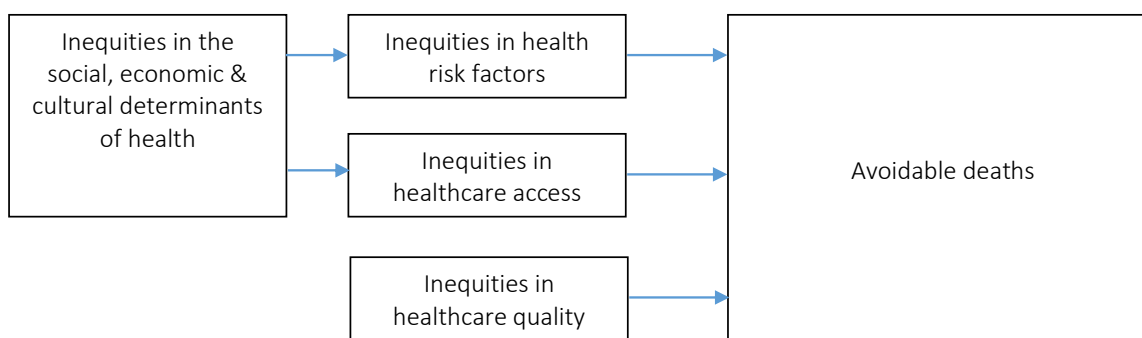 Inequities in the
social, economic &
cultural determinants
of health
Inequities in health
risk factors
Inequities in
healthcare access
Inequities in
healthcare quality
Avoidable deaths